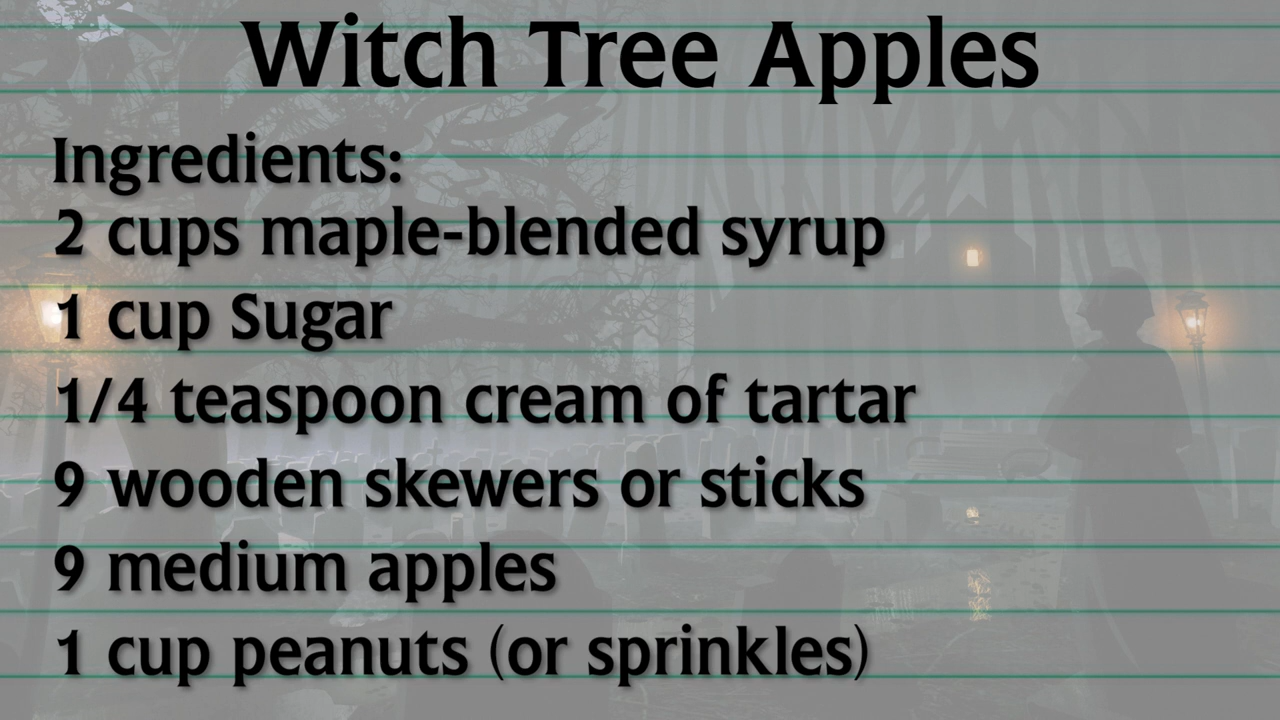 Witch Tree Apples
Ingredients:
2 cups maple-blended syrup
1 cup Sugar
1/4 teaspoon cream of tartar
9 wooden skewers or sticks
9 medium apples
1 cup peanuts (or sprinkles)